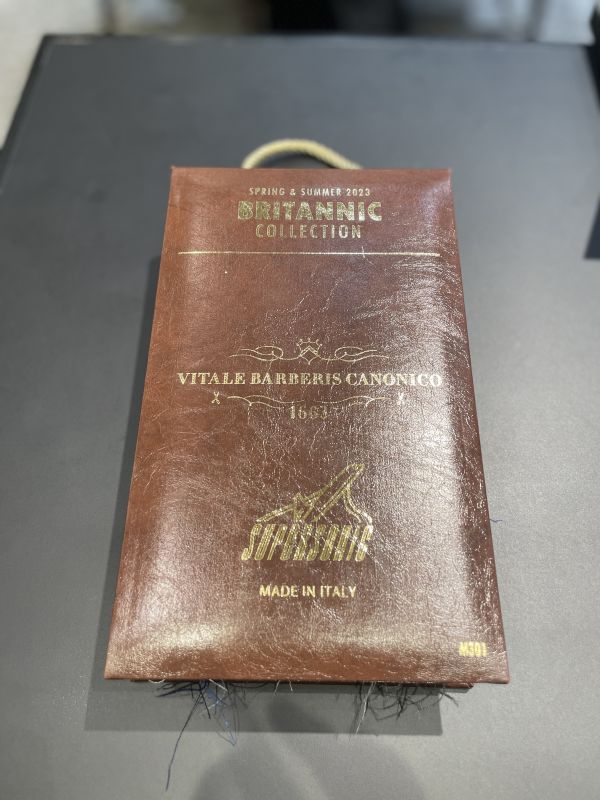 SPRING & SUMMER 2023
BRITANNIC
COLLECTION
VITALE BARBERIS CANONICO
1663
SUPERSONIC
MADE IN ITALY
M301